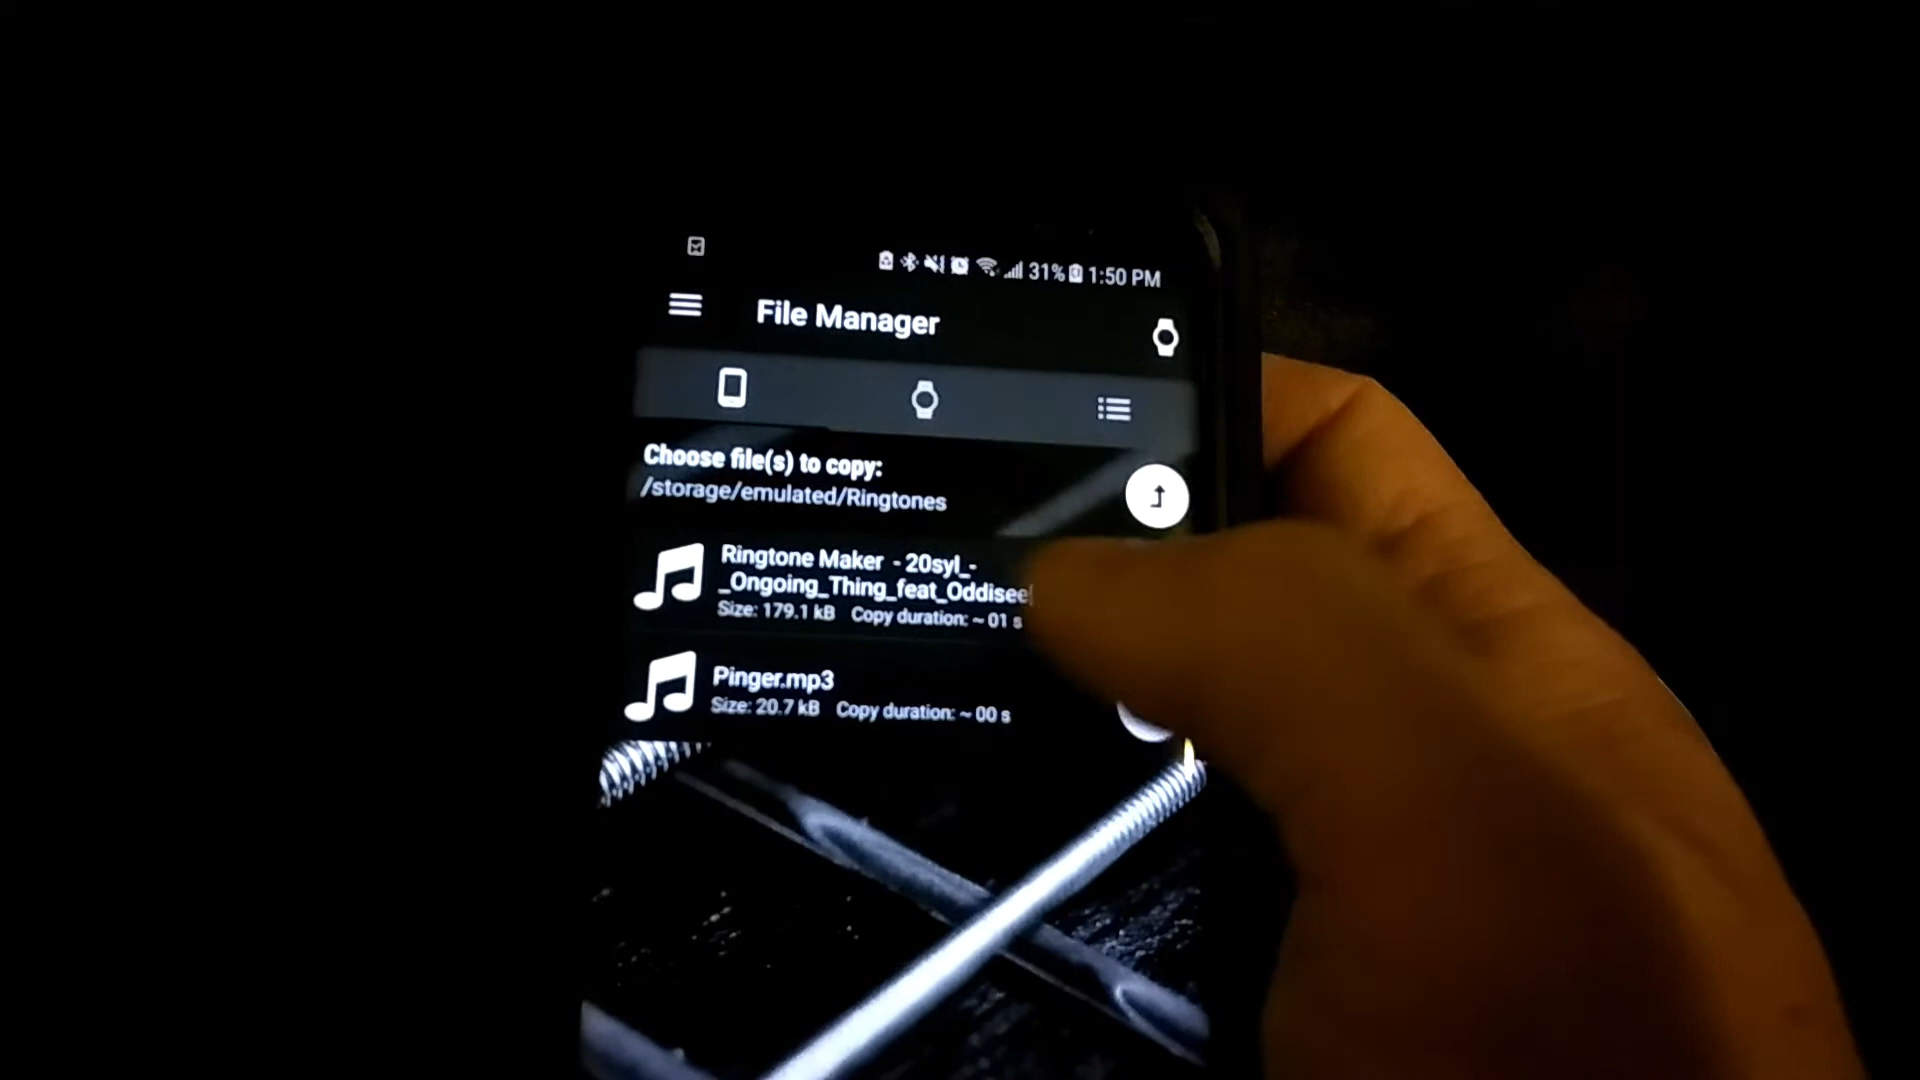 31% 1:50 PM
File Manager
Choose file(s) to copy:
/storage/emulated/Ringtones
Ringtone Maker - 20syl_-
_Ongoing_Thing_feat_Oddisee
Size: 179.1 kB Copy duration: ~ 01 s
Pinger.mp3
Size: 20.7 kB Copy duration: ~ 00 s